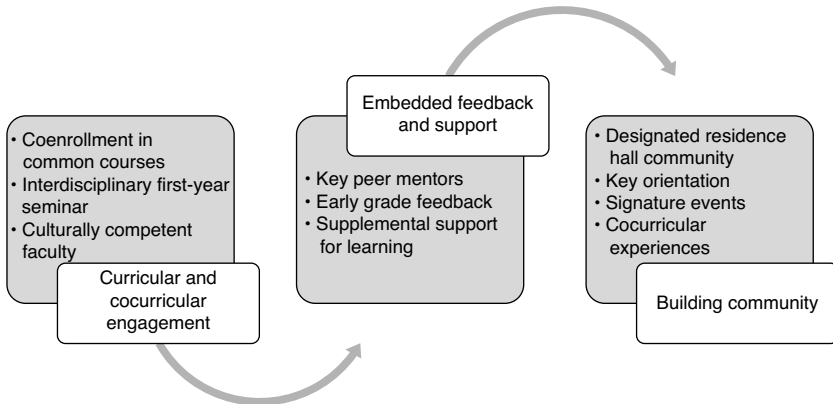 • Coenrollment in
common courses
• Interdisciplinary first-year
seminar
• Culturally competent
faculty
Curricular and
cocurricular
engagement
Embedded feedback
and support
• Key peer mentors
• Early grade feedback
• Supplemental support
for learning
• Designated residence
hall community
• Key orientation
• Signature events
• Cocurricular
experiences
Building community